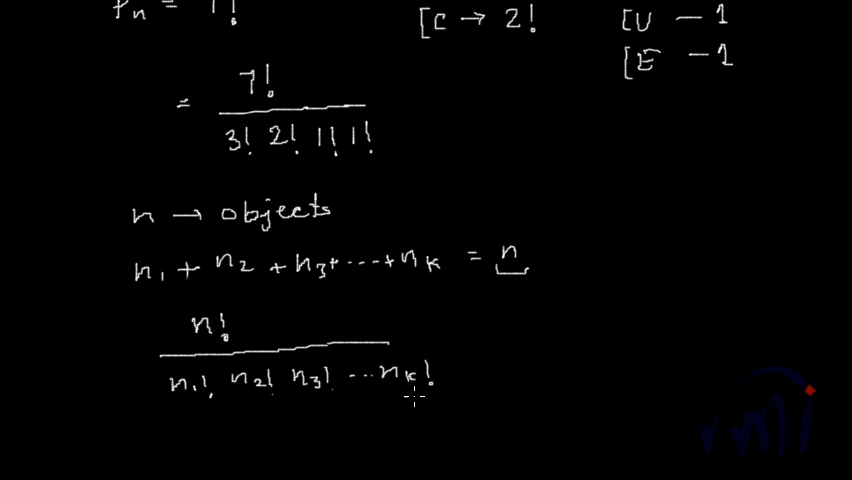 Pn = 7!
[C → 2!
[U - 1
[E - 1
= 7! / 3! 2! 1! 1!
n → objects
n1 + n2 + n3 + ... + nk = n
n! / n1! n2! n3! ... nk!
vmi